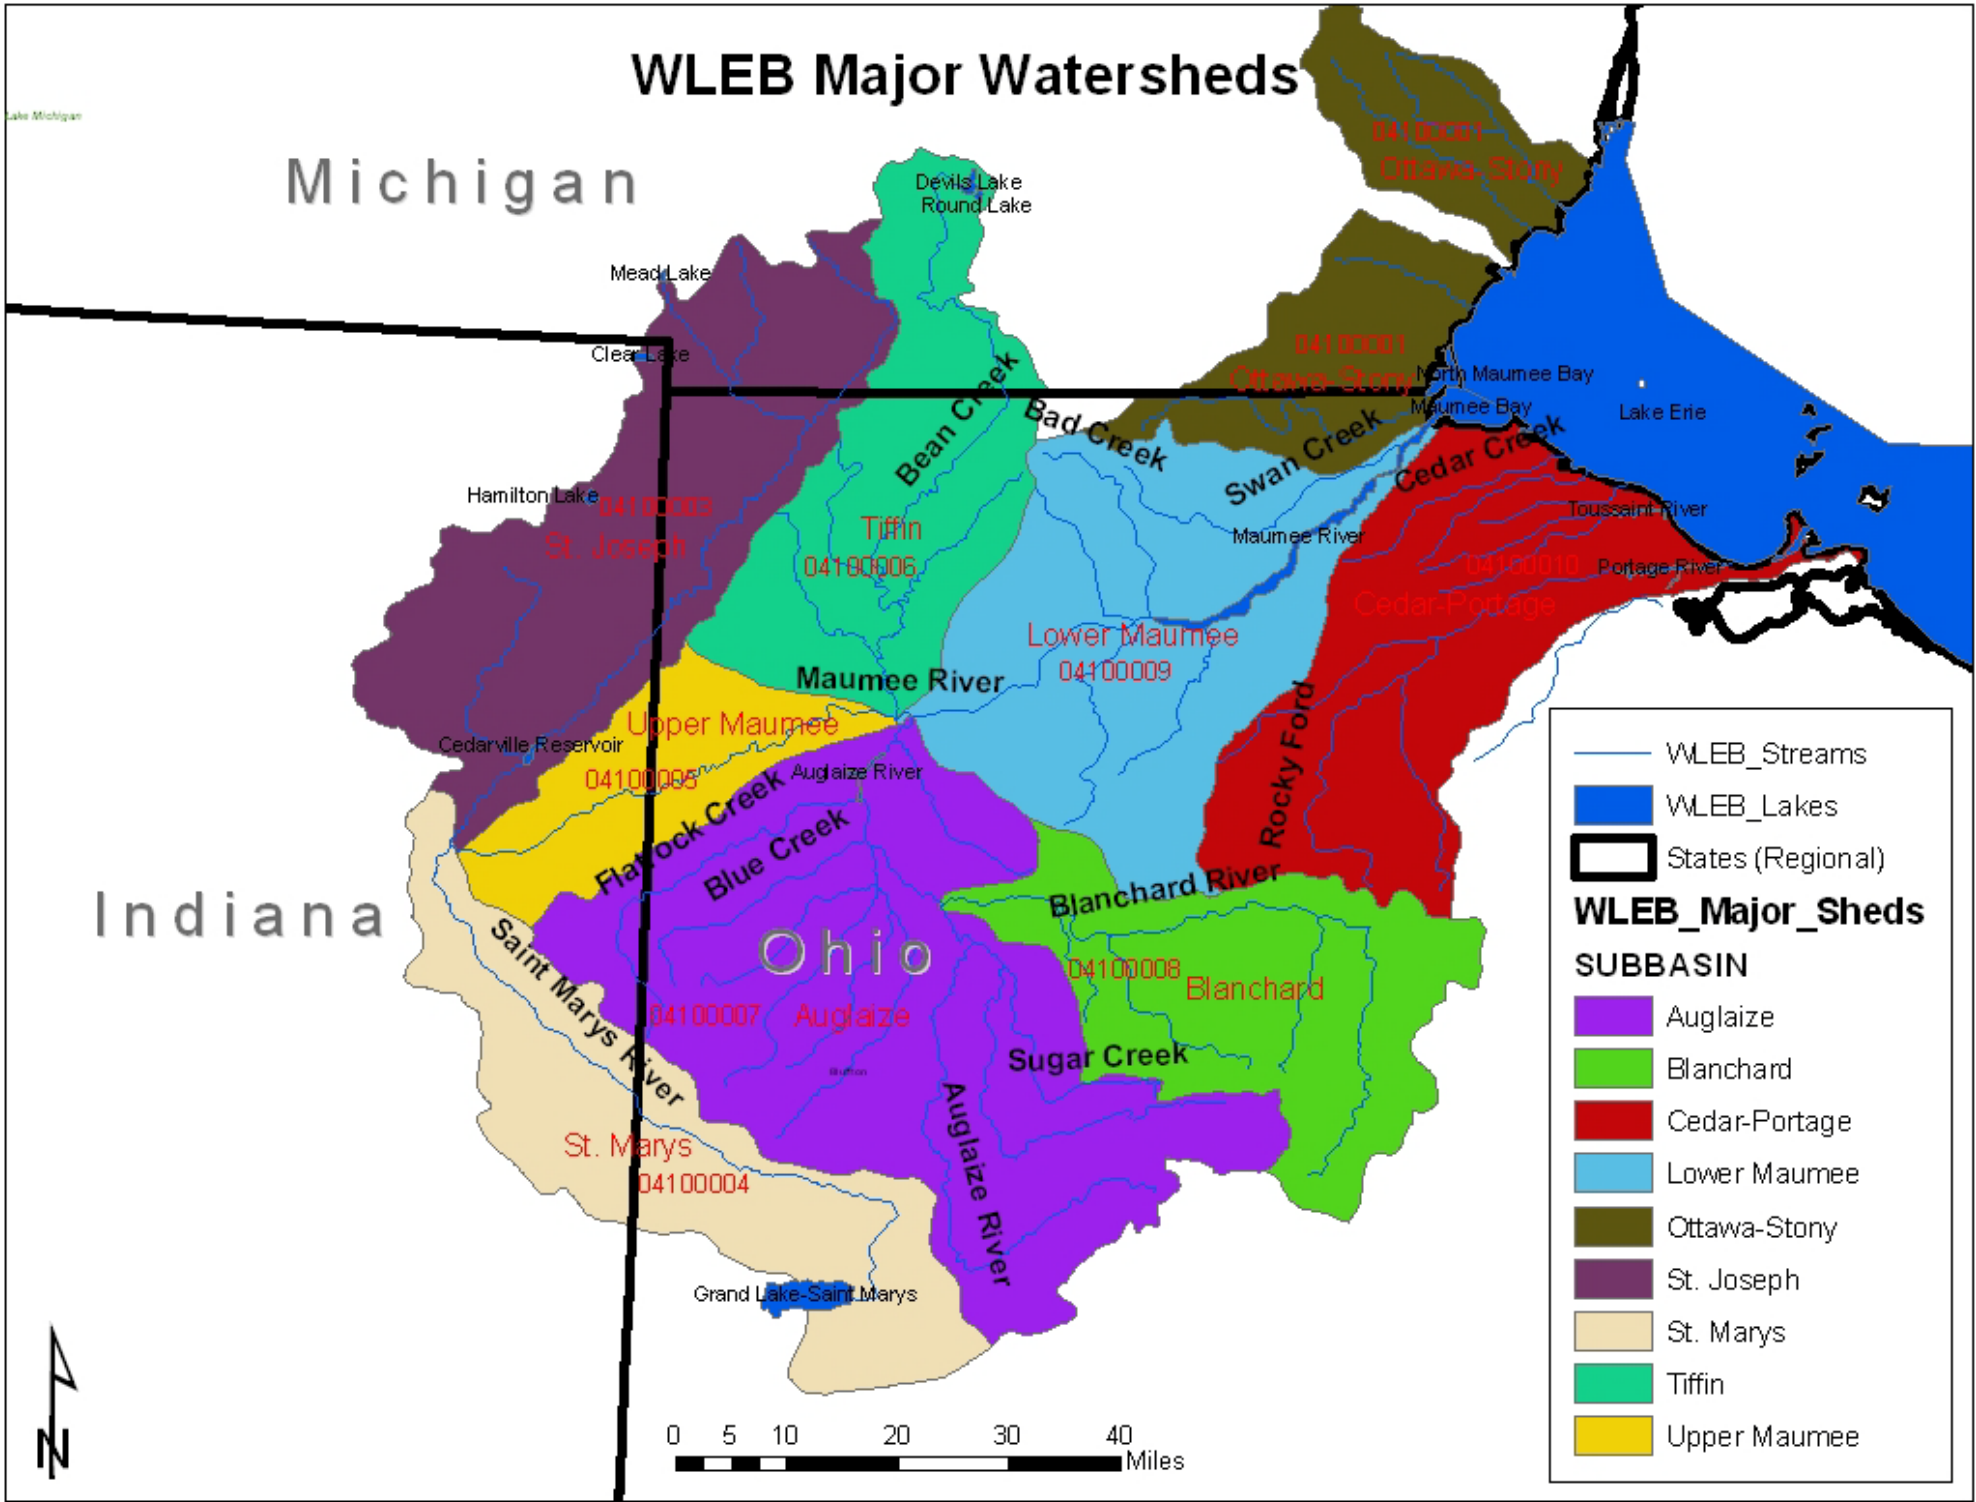 WLEB Major Watersheds
Lake Michigan
Michigan
04100001
Ottawa-Stony
Devils Lake
Round Lake
Mead Lake
Clear Lake
04100001
Ottawa-Stony
North Maumee Bay
Maumee Bay
Lake Erie
Bean Creek
Bad Creek
Swan Creek
Cedar Creek
Hamilton Lake
04100003
St. Joseph
Tiffin
04100006
Maumee River
Toussaint River
04100010
Portage River
Cedar-Portage
Lower Maumee
04100009
Maumee River
Upper Maumee
04100005
Cedarville Reservoir
Auglaize River
Flatrock Creek
Blue Creek
Rocky Ford
Blanchard River
Indiana
Ohio
Saint Marys River
04100008
Blanchard
04100007
Auglaize
Sugar Creek
Auglaize River
St. Marys
04100004
Grand Lake-Saint Marys
WLEB_Streams
WLEB_Lakes
States (Regional)
WLEB_Major_Sheds
SUBBASIN
Auglaize
Blanchard
Cedar-Portage
Lower Maumee
Ottawa-Stony
St. Joseph
St. Marys
Tiffin
Upper Maumee
N
0 5 10 20 30 40
Miles